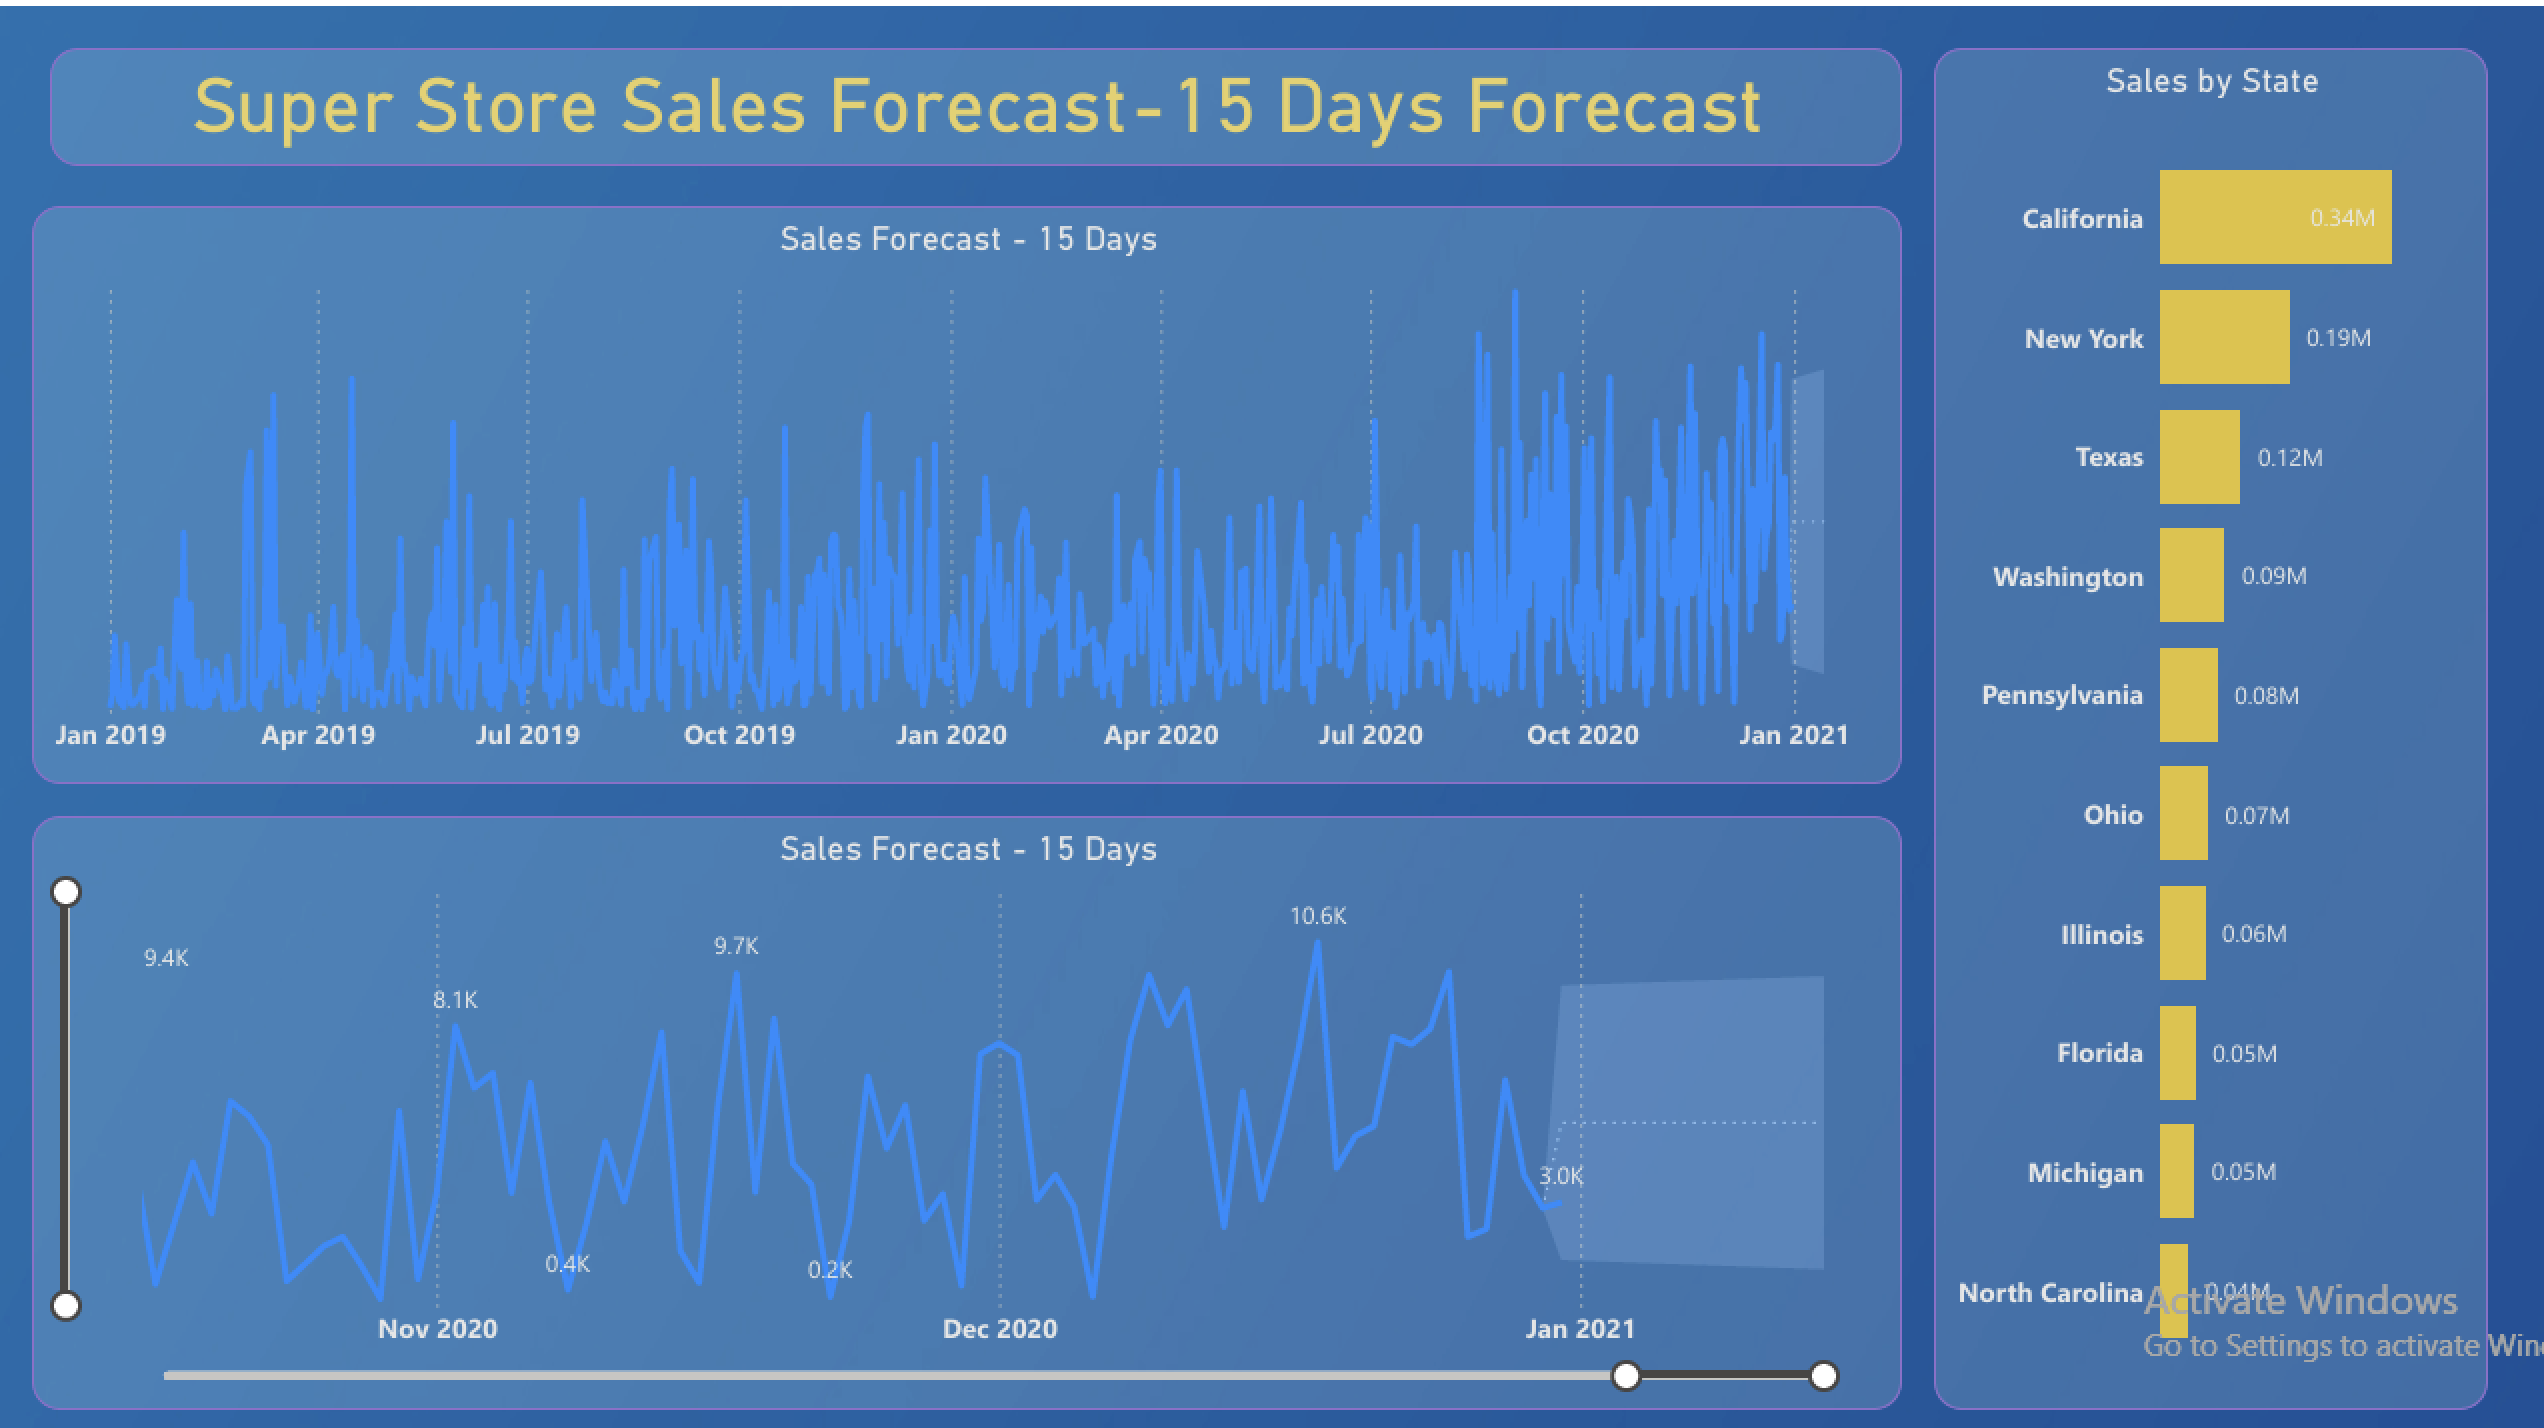 Super Store Sales Forecast-15 Days Forecast
Sales Forecast - 15 Days
Jan 2019 Apr 2019 Jul 2019 Oct 2019 Jan 2020 Apr 2020 Jul 2020 Oct 2020 Jan 2021
Sales Forecast - 15 Days
9.4K
8.1K
9.7K
10.6K
3.0K
0.4K
0.2K
Nov 2020 Dec 2020 Jan 2021
Sales by State
California 0.34M
New York 0.19M
Texas 0.12M
Washington 0.09M
Pennsylvania 0.08M
Ohio 0.07M
Illinois 0.06M
Florida 0.05M
Michigan 0.05M
North Carolina 0.04M
Activate Windows
Go to Settings to activate Win